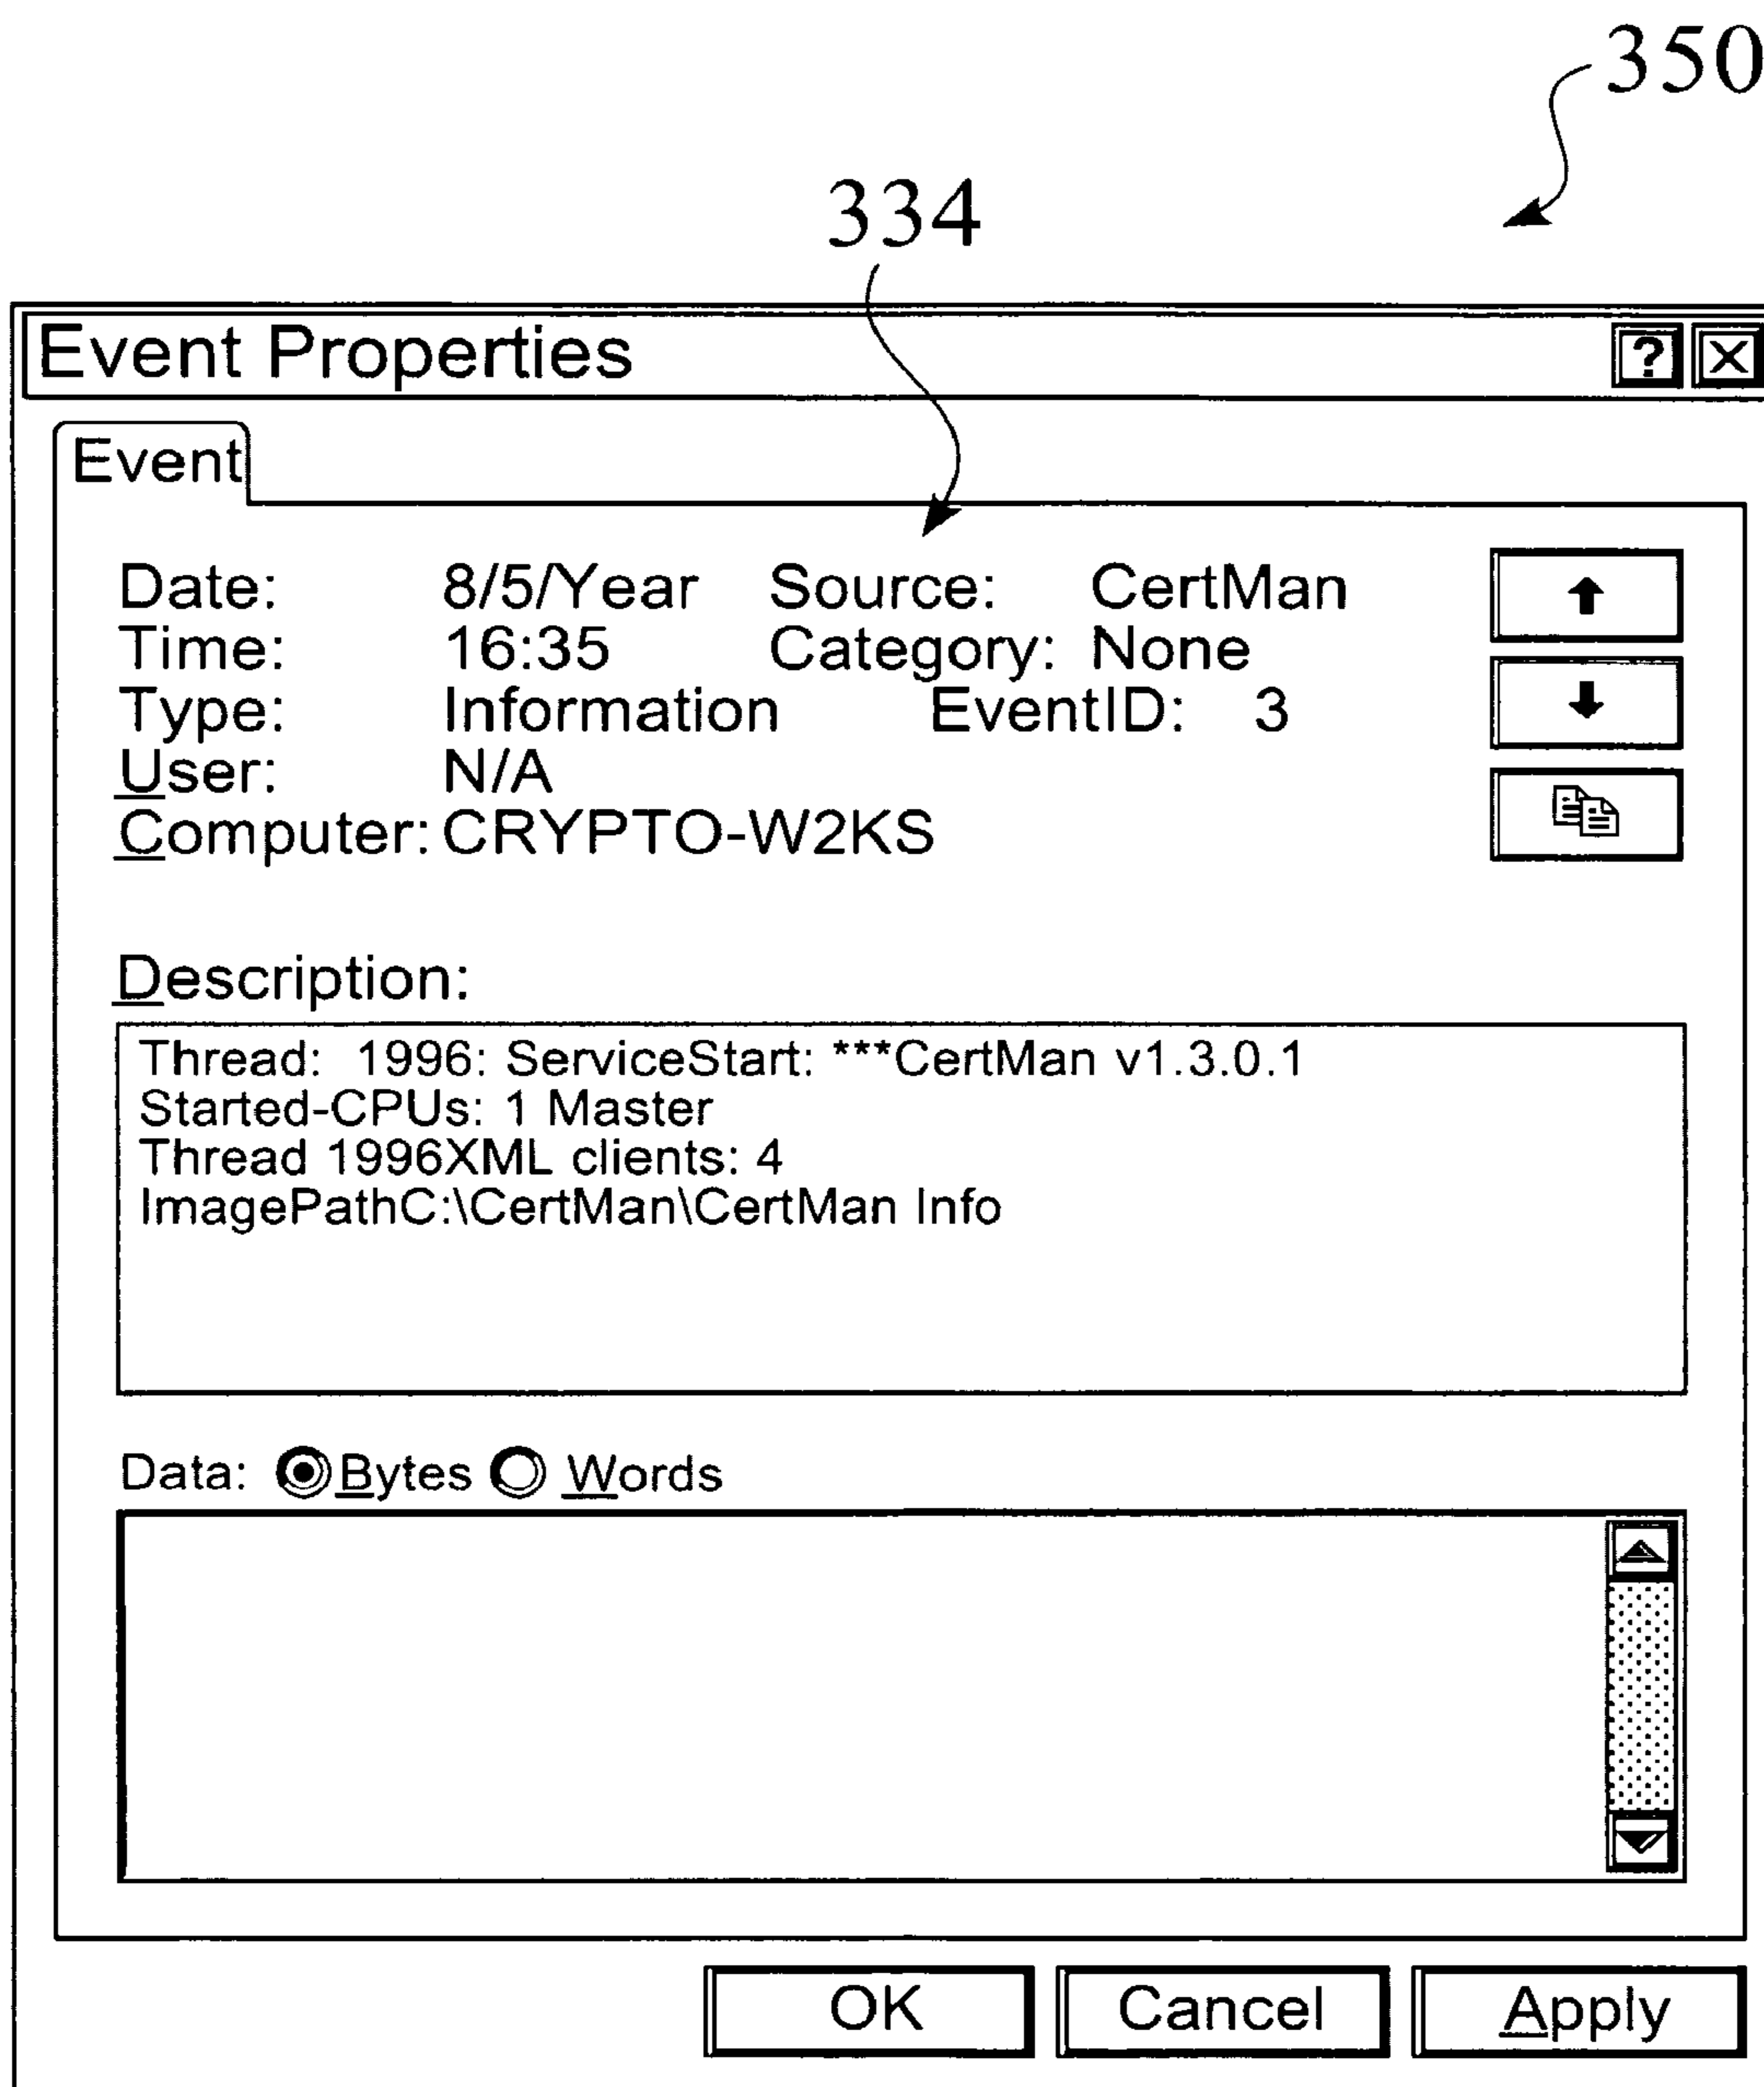 350
334
Event Properties
Event
Date: 8/5/Year Source: CertMan
Time: 16:35 Category: None
Type: Information EventID: 3
User: N/A
Computer: CRYPTO-W2KS
Description:
Thread: 1996: ServiceStart: ***CertMan v1.3.0.1
Started-CPUs: 1 Master
Thread 1996XML clients: 4
ImagePathC:\CertMan\CertMan Info
Data: Bytes Words
OK Cancel Apply